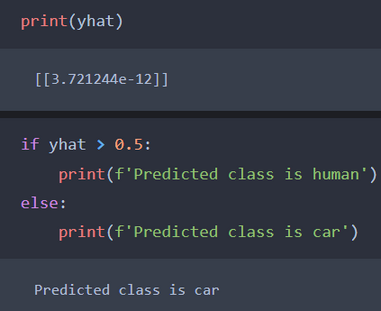 print(yhat)
[[3.721244e-12]]
if yhat > 0.5:
print(f'Predicted class is human')
else:
print(f'Predicted class is car')
Predicted class is car